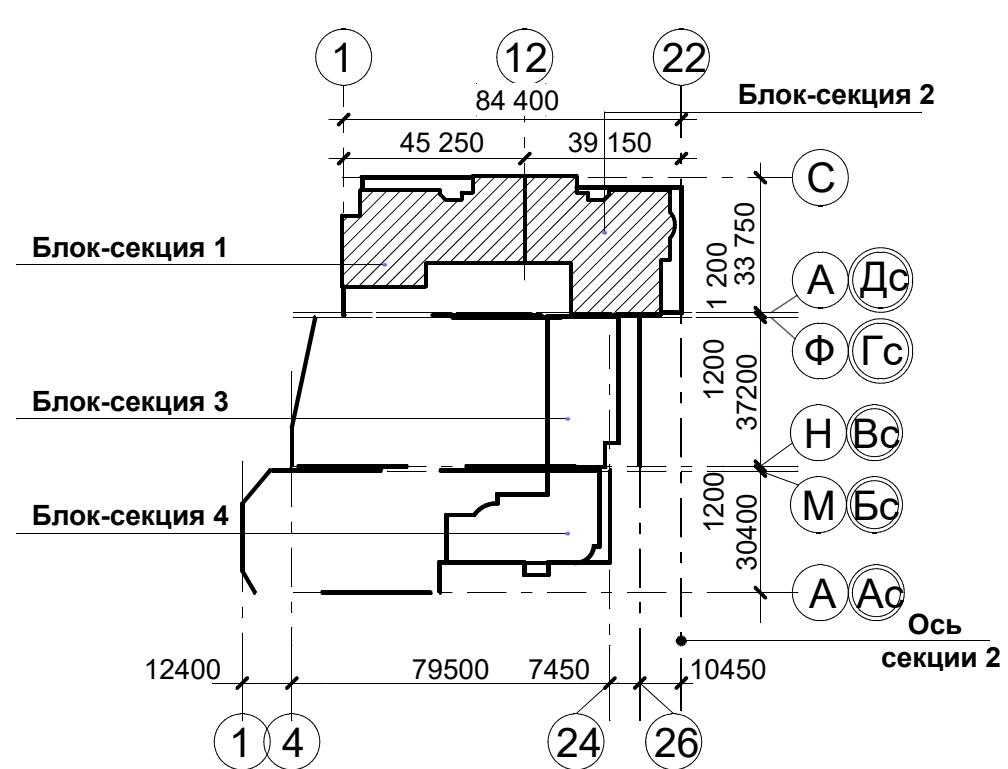 1
12
22
84 400
Блок-секция 2
45 250
39 150
С
Блок-секция 1
1 200
33 750
А
Дс
Ф
Гс
Блок-секция 3
1200
37200
Н
Вс
Блок-секция 4
1200
30400
М
Бс
А
Ас
Ось
секции 2
12400
79500
7450
10450
1
4
24
26